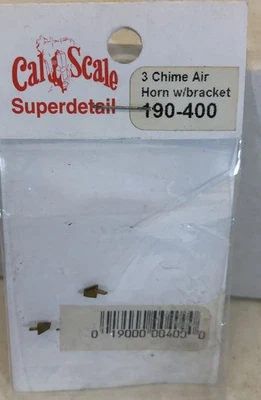 Cal Scale
Superdetail
3 Chime Air
Horn w/bracket
190-400
0 19000 00400 0